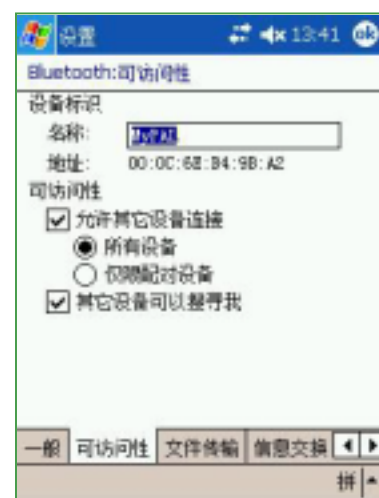 设置 13:41 ok
Bluetooth:可访问性
设备标识
名称: MyPAL
地址: 00:0C:6E:B4:9B:A2
可访问性
允许其它设备连接
所有设备
仅限配对设备
其它设备可以搜寻我
一般 可访问性 文件传输 信息交换
拼